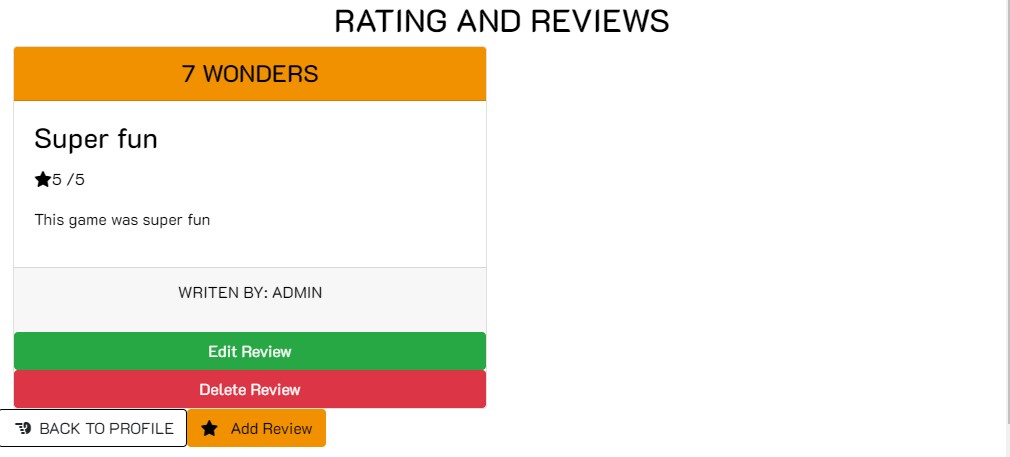 RATING AND REVIEWS
7 WONDERS
Super fun
5 /5
This game was super fun
WRITEN BY: ADMIN
Edit Review
Delete Review
BACK TO PROFILE
Add Review